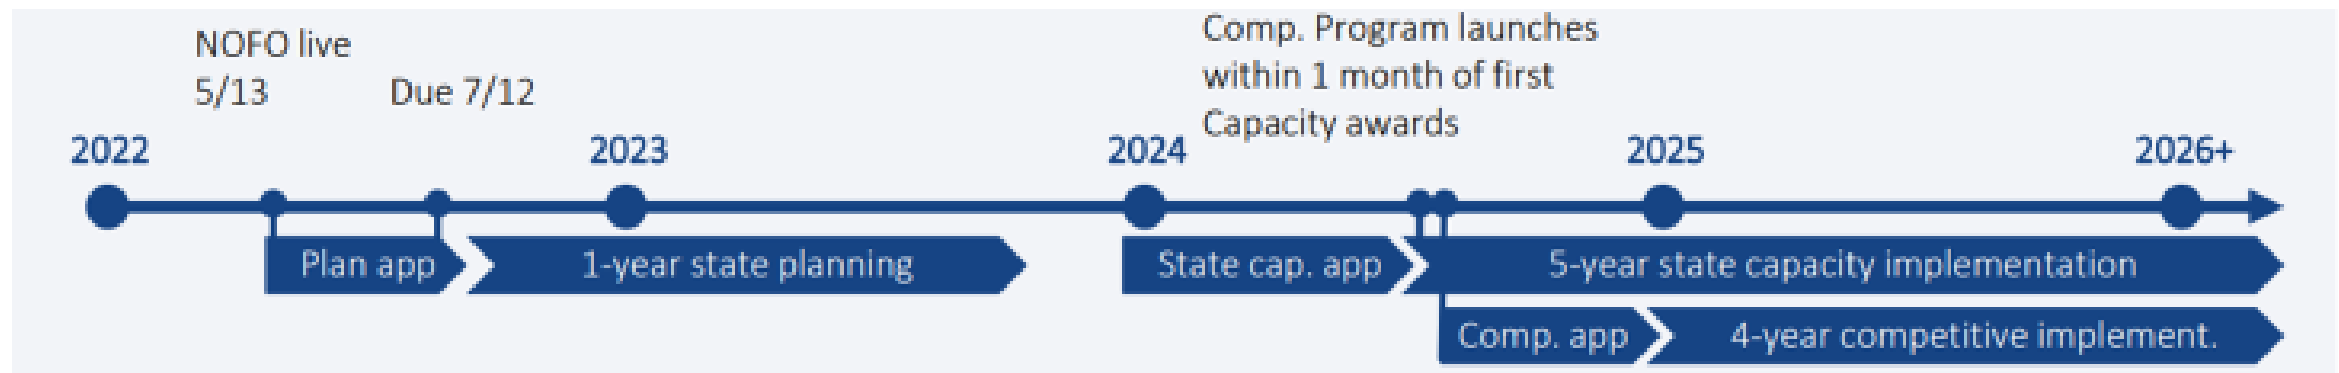 NOFO live
5/13
Due 7/12
Comp. Program launches
within 1 month of first
Capacity awards
2022
2023
2024
2025
2026+
Plan app
1-year state planning
State cap. app
5-year state capacity implementation
Comp. app
4-year competitive implement.